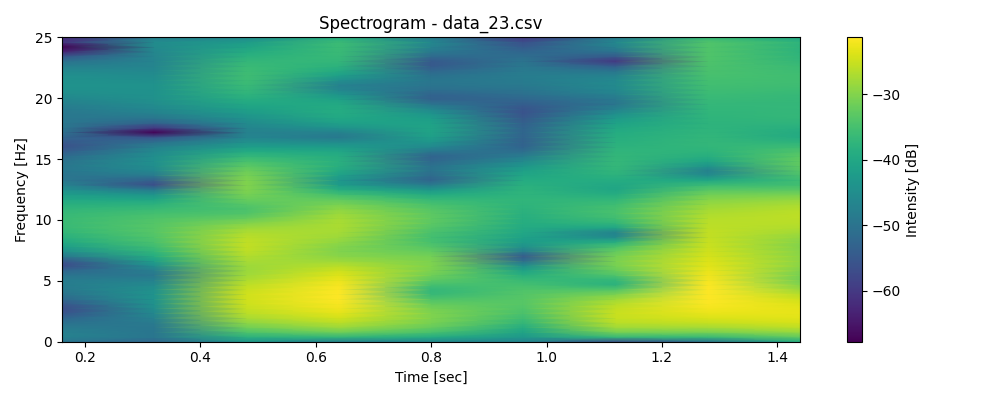 Spectrogram - data_23.csv
25
20
15
10
5
0
Frequency [Hz]
0.2 0.4 0.6 0.8 1.0 1.2 1.4
Time [sec]
−30
−40
−50
−60
Intensity [dB]